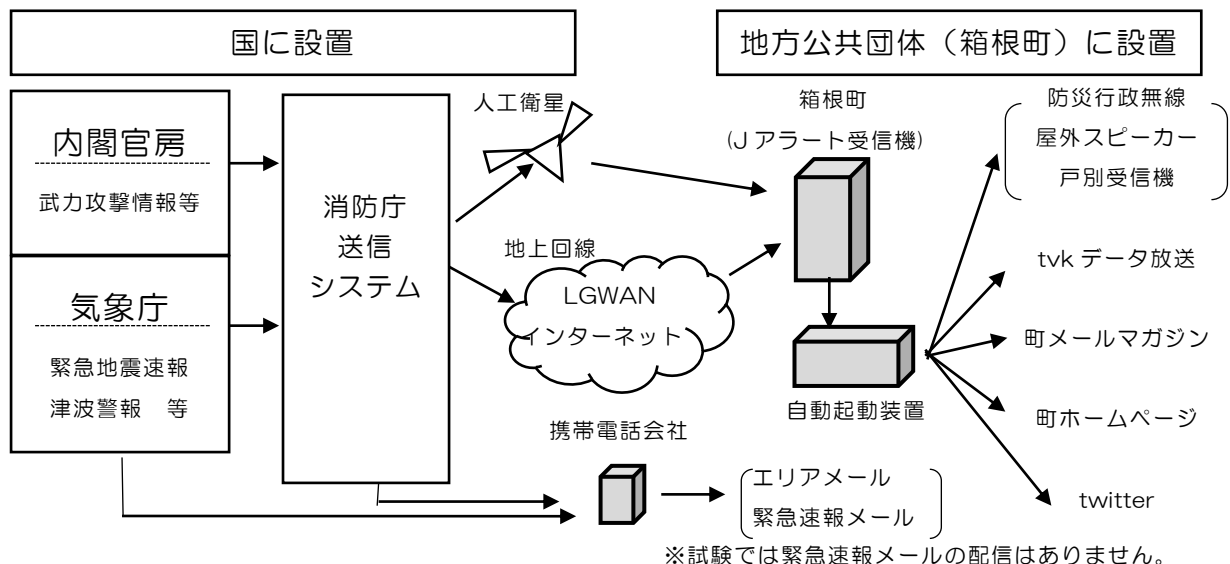 国に設置
地方公共団体（箱根町）に設置
内閣官房
武力攻撃情報等
気象庁
緊急地震速報
津波警報　等
消防庁
送信
システム
人工衛星
地上回線
LGWAN
インターネット
携帯電話会社
エリアメール
緊急速報メール
箱根町
(J アラート受信機)
自動起動装置
防災行政無線
屋外スピーカー
戸別受信機
tvk データ放送
町メールマガジン
町ホームページ
twitter
※試験では緊急速報メールの配信はありません。